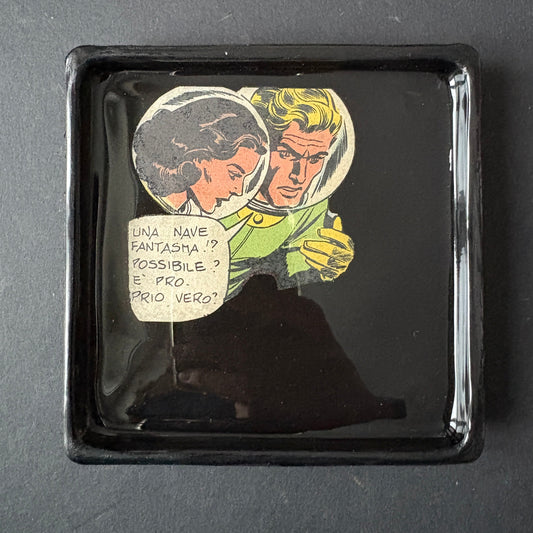 UNA NAVE
FANTASMA!?
POSSIBILE?
E' PRO.
PRIO VERO?